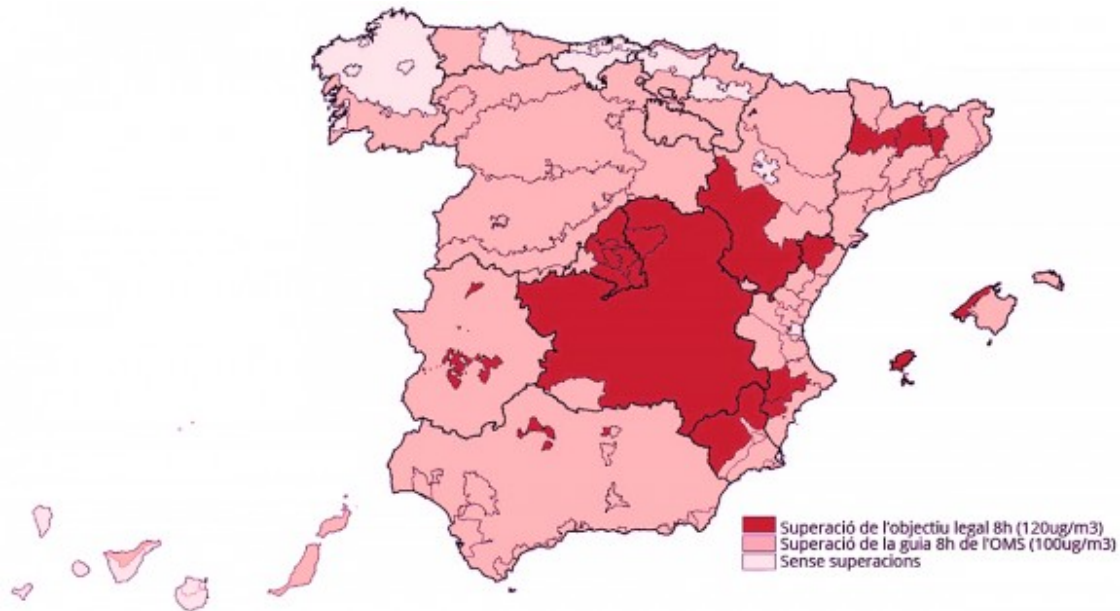 Superació de l'objectiu legal 8h (120ug/m3)
Superació de la guia 8h de l'OMS (100ug/m3)
Sense superacions